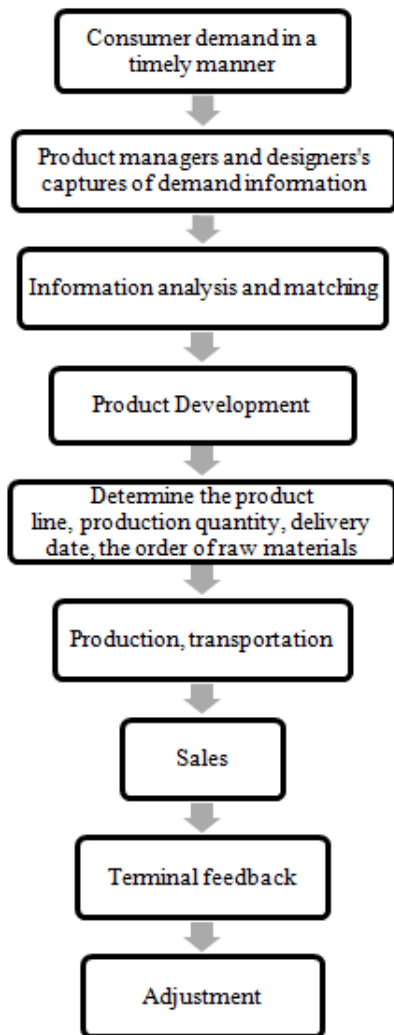 Consumer demand in a
timely manner
Product managers and designers's
captures of demand information
Information analysis and matching
Product Development
Determine the product
line, production quantity, delivery
date, the order of raw materials
Production, transportation
Sales
Terminal feedback
Adjustment